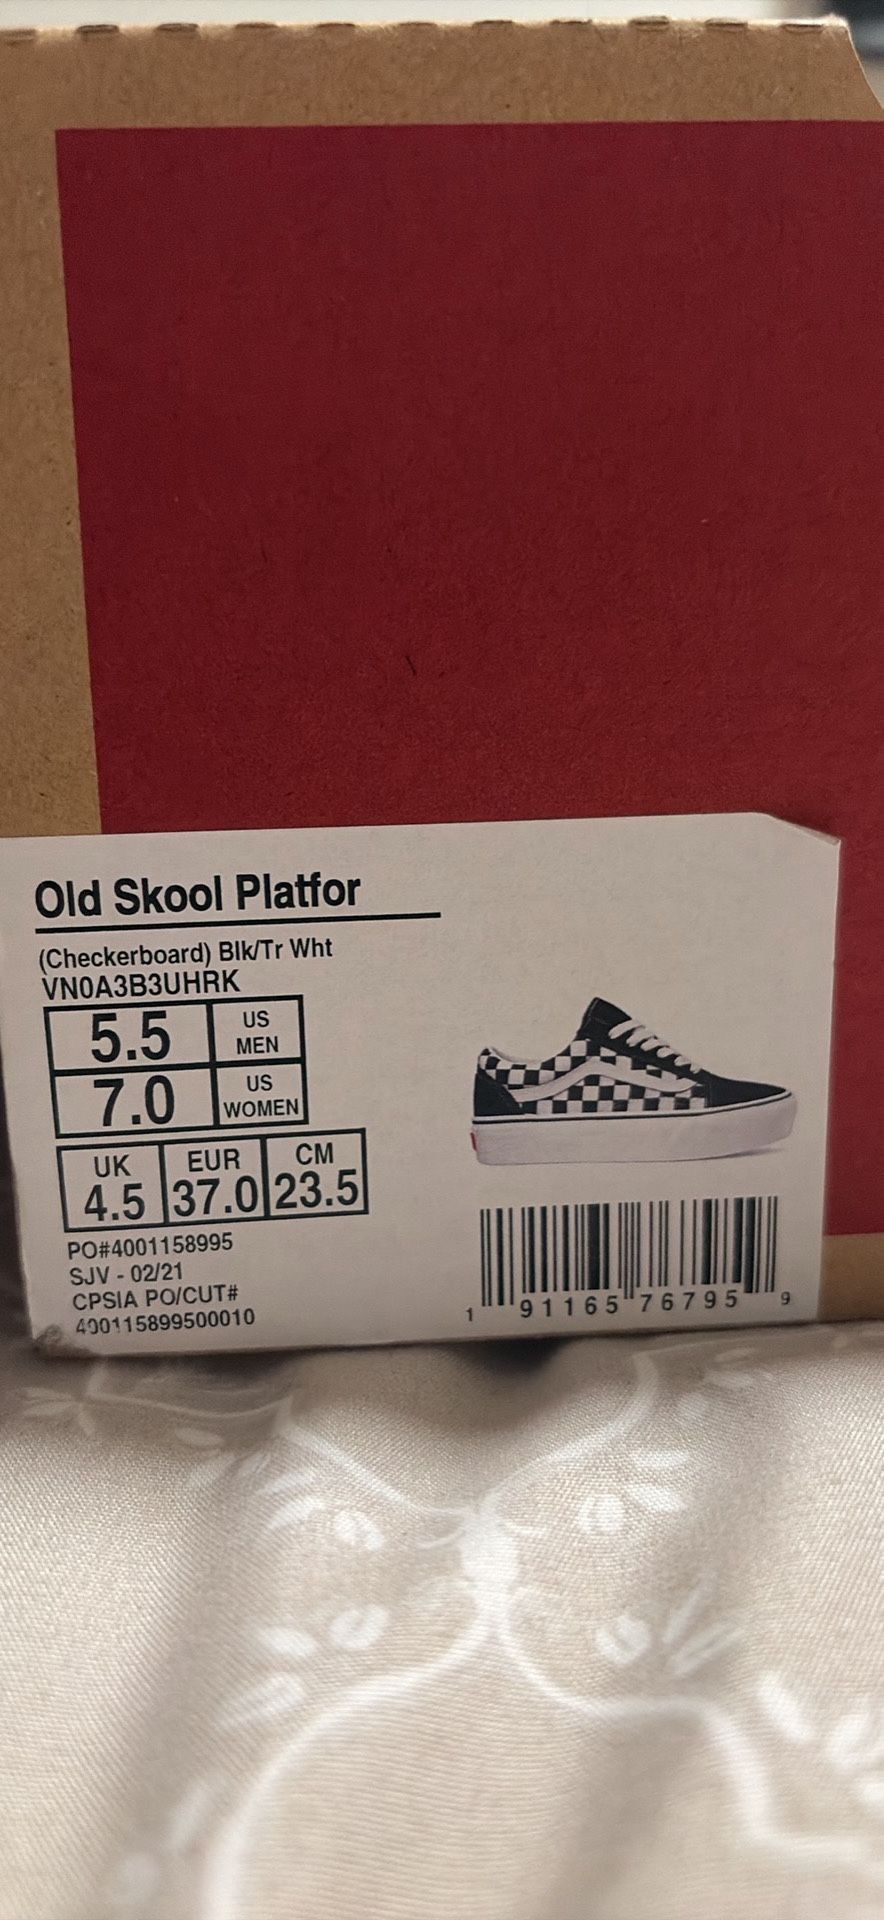 Old Skool Platfor
(Checkerboard) Blk/Tr Wht
VN0A3B3UHRK
5.5 US MEN
7.0 US WOMEN
UK EUR CM
4.5 37.0 23.5
PO#4001158995
SJV - 02/21
CPSIA PO/CUT#
400115899500010
1 91165 76795 9